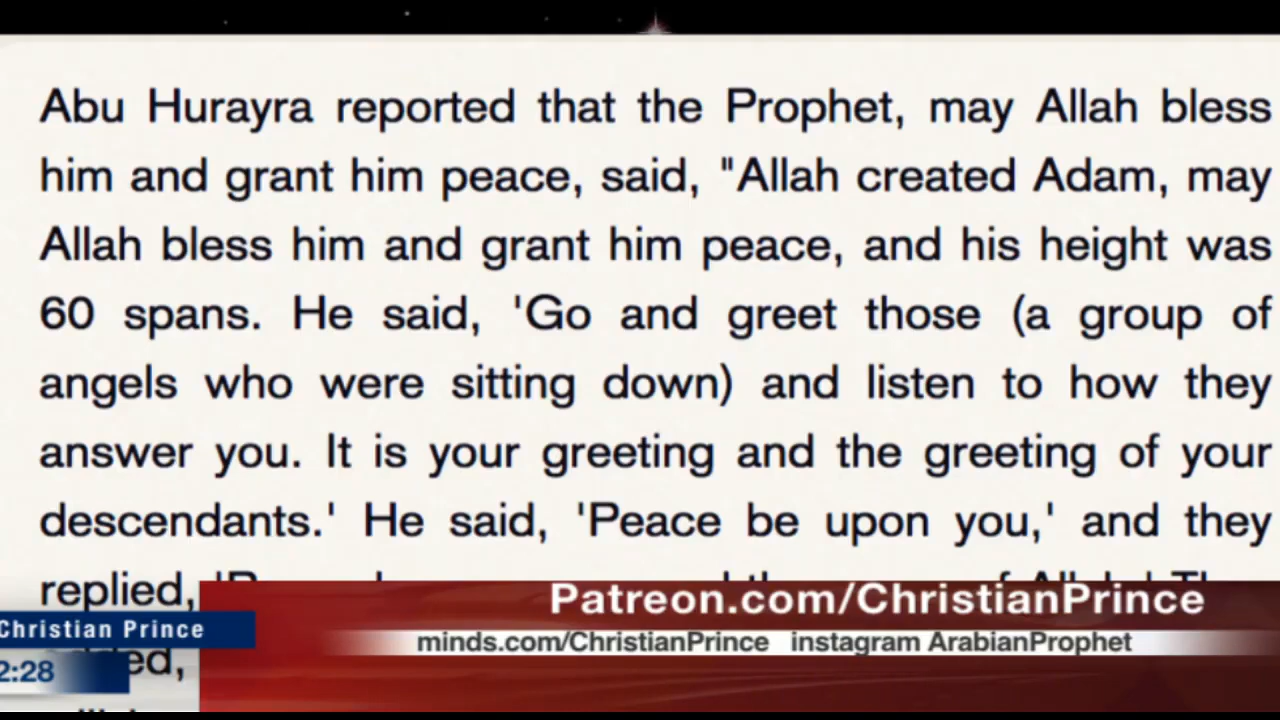 Abu Hurayra reported that the Prophet, may Allah bless
him and grant him peace, said, "Allah created Adam, may
Allah bless him and grant him peace, and his height was
60 spans. He said, 'Go and greet those (a group of
angels who were sitting down) and listen to how they
answer you. It is your greeting and the greeting of your
descendants.' He said, 'Peace be upon you,' and they
replied,
Patreon.com/ChristianPrince
Christian Prince
minds.com/ChristianPrince instagram ArabianProphet
2:28